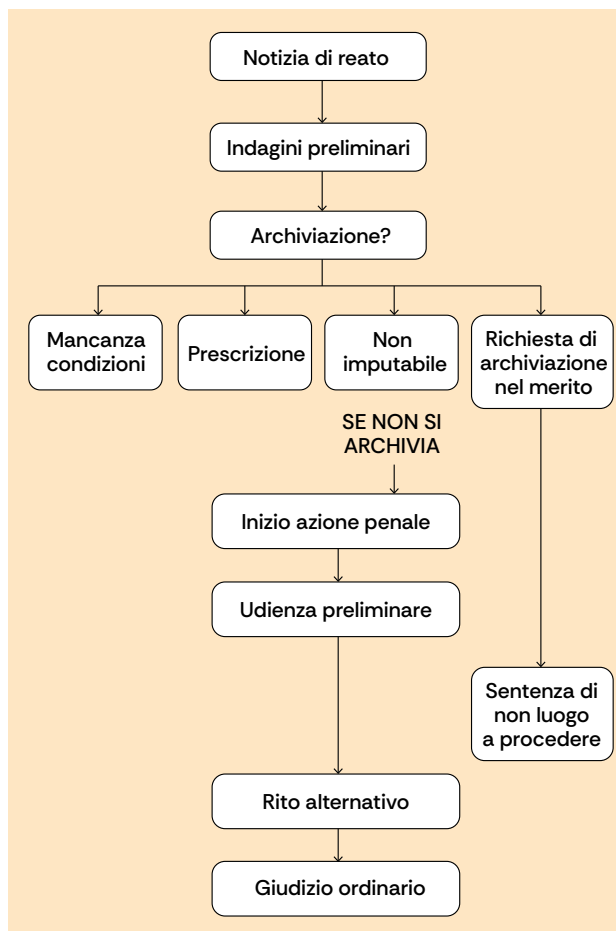 Notizia di reato
Indagini preliminari
Archiviazione?
Mancanza
condizioni
Prescrizione
Non
imputabile
Richiesta di
archiviazione
nel merito
SE NON SI
ARCHIVIA
Inizio azione penale
Udienza preliminare
Sentenza di
non luogo
a procedere
Rito alternativo
Giudizio ordinario